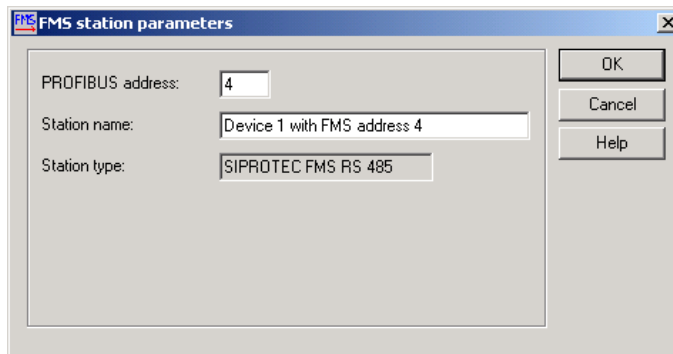 FMS FMS station parameters
PROFIBUS address: 4
Station name: Device 1 with FMS address 4
Station type: SIPROTEC FMS RS 485
OK
Cancel
Help